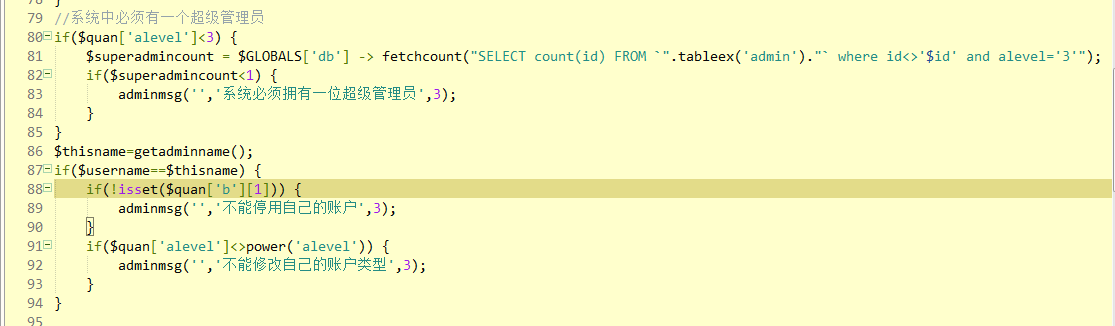 78 }
79 //系统中必须有一个超级管理员
80 if($quan['alevel']<3) {
81 $superadmincount = $GLOBALS['db'] -> fetchcount("SELECT count(id) FROM `".tableex('admin')."` where id<>'$id' and alevel='3'");
82 if($superadmincount<1) {
83 adminmsg('','系统必须拥有一位超级管理员',3);
84 }
85 }
86 $thisname=getadminname();
87 if($username==$thisname) {
88 if(!isset($quan['b'][1])) {
89 adminmsg('','不能停用自己的账户',3);
90 }
91 if($quan['alevel']<>power('alevel')) {
92 adminmsg('','不能修改自己的账户类型',3);
93 }
94 }
95